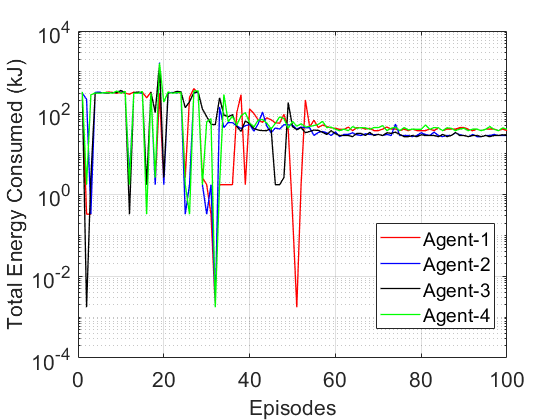 Total Energy Consumed (kJ)
10^4
10^2
10^0
10^-2
10^-4
Agent-1
Agent-2
Agent-3
Agent-4
0 20 40 60 80 100
Episodes